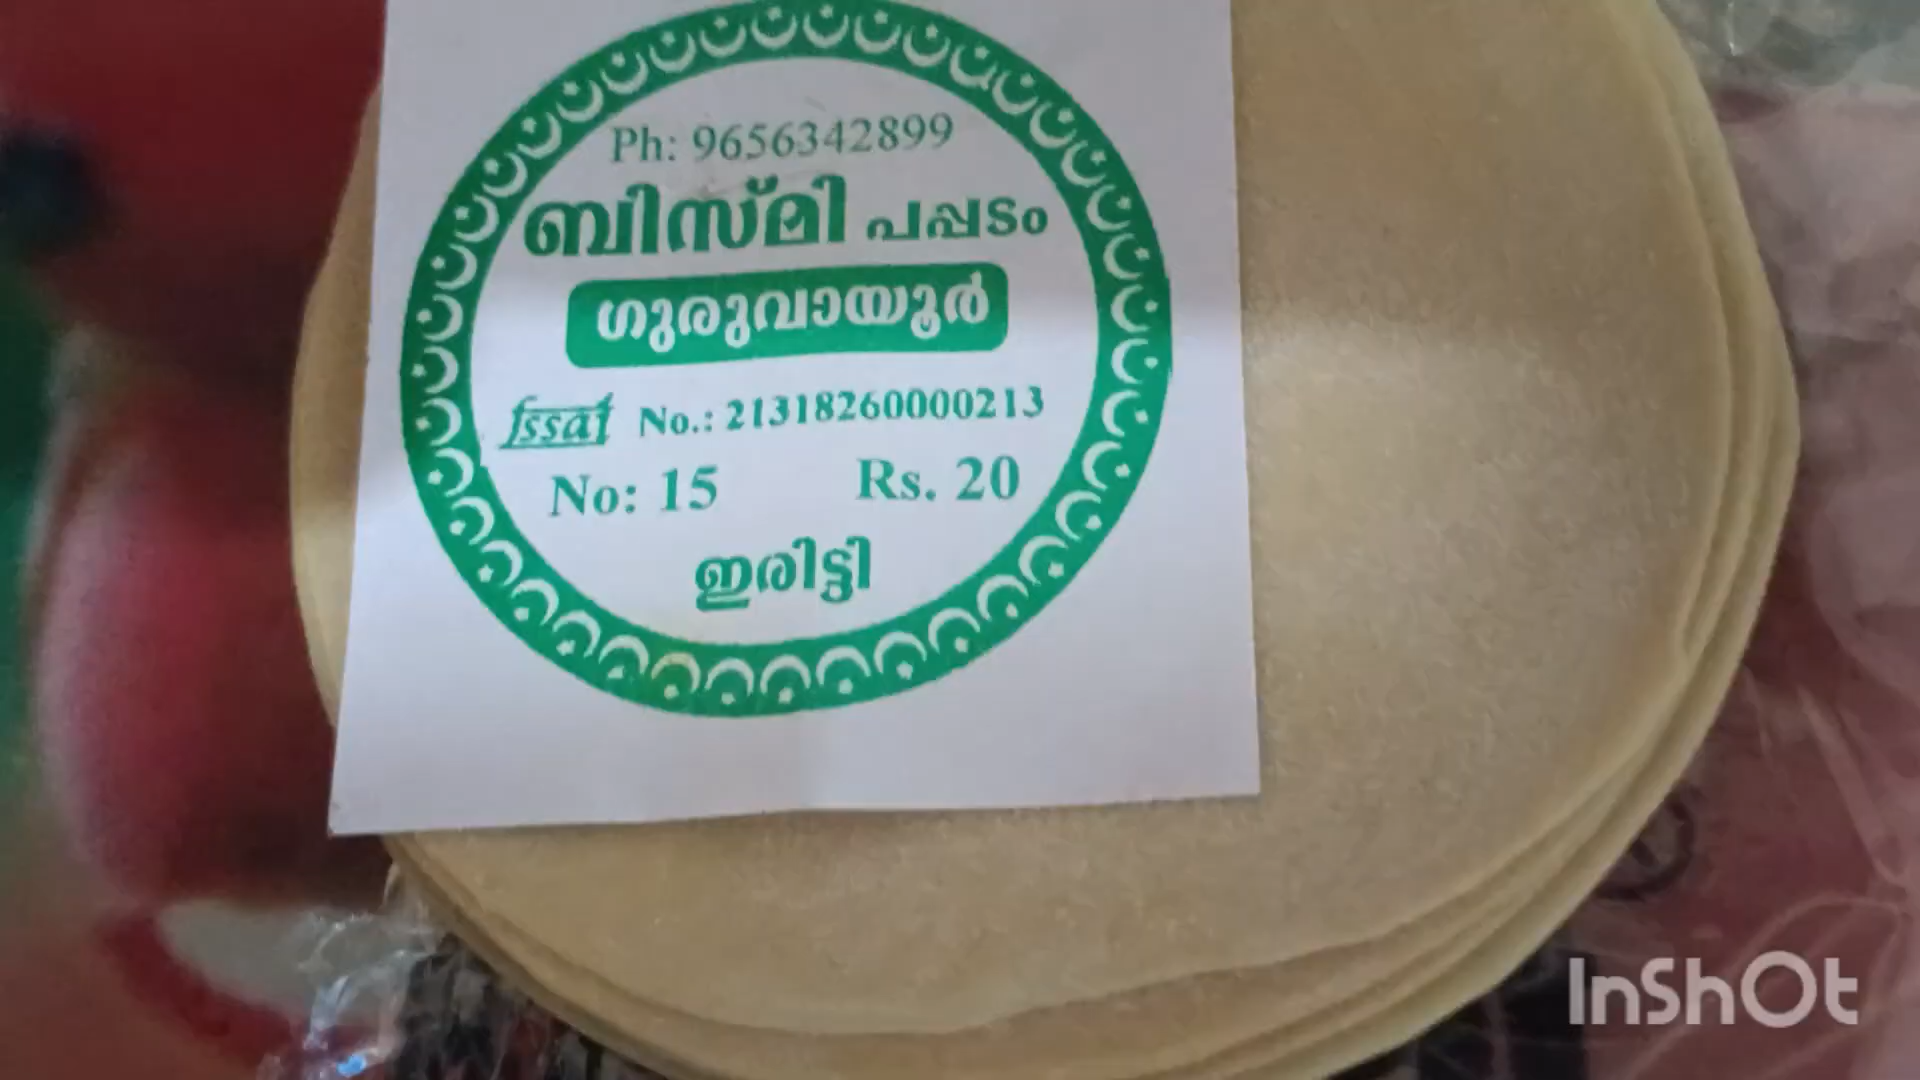 Ph: 9656342899
ബിസ്മി പപ്പടം
ഗുരുവായൂർ
fssai No.: 21318260000213
No: 15 Rs. 20
ഇരിട്ടി
InShOt